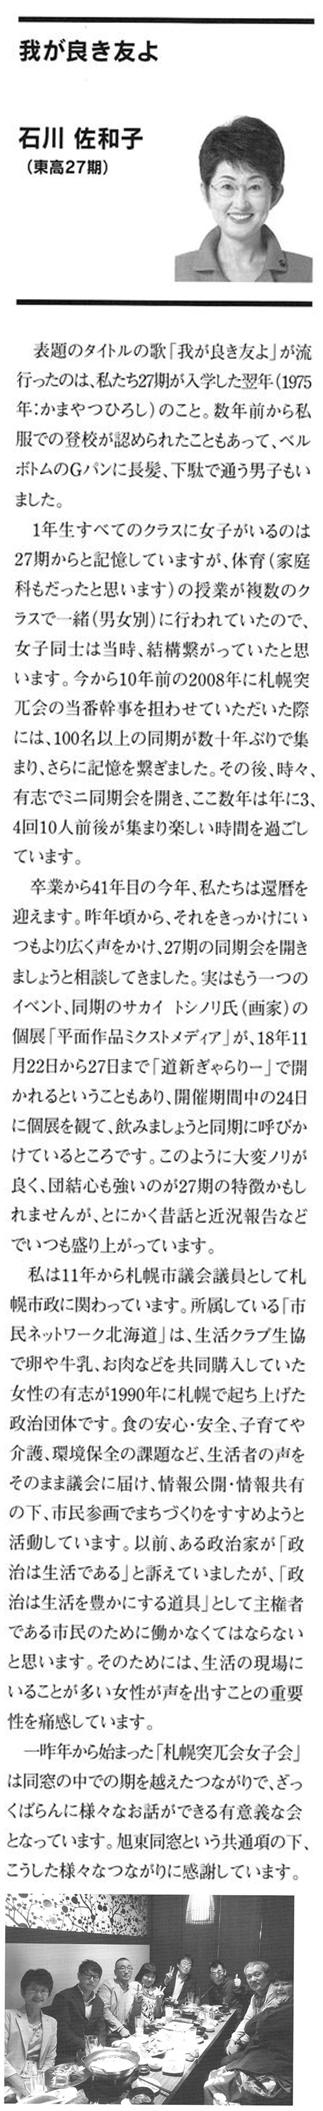 我が良き友よ
石川 佐和子
（東高27期）
表題のタイトルの歌「我が良き友よ」が流
行ったのは、私たち27期が入学した翌年（1975
年：かまやつひろし）のこと。数年前から私
服での登校が認められたこともあって、ベル
ボトムのGパンに長髪、下駄で通う男子もい
ました。
1年生すべてのクラスに女子がいるのは
27期からと記憶していますが、体育（家庭
科もだったと思います）の授業が複数のク
ラスで一緒（男女別）に行われていたので、
女子同士は当時、結構繋がっていたと思
います。今から10年前の2008年に札幌突
兀会の当番幹事を担わせていただいた際
には、100名以上の同期が数十年ぶりで集
まり、さらに記憶を繋ぎました。その後、時々、
有志でミニ同期会を開き、ここ数年は年に3、
4回10人前後が集まり楽しい時間を過ごし
ています。
卒業から41年目の今年、私たちは還暦を
迎えます。昨年頃から、それをきっかけにい
つもより広く声をかけ、27期の同期会を開き
ましょうと相談してきました。実はもう一つの
イベント、同期のサカイ トシノリ氏（画家）の
個展「平面作品ミクストメディア」が、18年11
月22日から27日まで「道新ぎゃらりー」で開
かれるということもあり、開催期間中の24日
に個展を観て、飲みましょうと同期に呼びか
けているところです。このように大変ノリが
良く、団結心も強いのが27期の特徴かもし
れませんが、とにかく昔話と近況報告など
でいつも盛り上がっています。
私は11年から札幌市議会議員として札
幌市政に関わっています。所属している「市
民ネットワーク北海道」は、生活クラブ生協
で卵や牛乳、お肉などを共同購入していた
女性の有志が1990年に札幌で起ち上げた
政治団体です。食の安心・安全、子育てや
介護、環境保全の課題など、生活者の声を
そのまま議会に届け、情報公開・情報共有
の下、市民参画でまちづくりをすすめようと
活動しています。以前、ある政治家が「政
治は生活である」と訴えていましたが、「政
治は生活を豊かにする道具」として主権者
である市民のために働かなくてはならない
と思います。そのためには、生活の現場に
いることが多い女性が声を出すことの重要
性を痛感しています。
一昨年から始まった「札幌突兀会女子会」
は同窓の中での期を越えたつながりで、ざっ
くばらんに様々なお話ができる有意義な会
となっています。旭東同窓という共通項の下、
こうした様々なつながりに感謝しています。